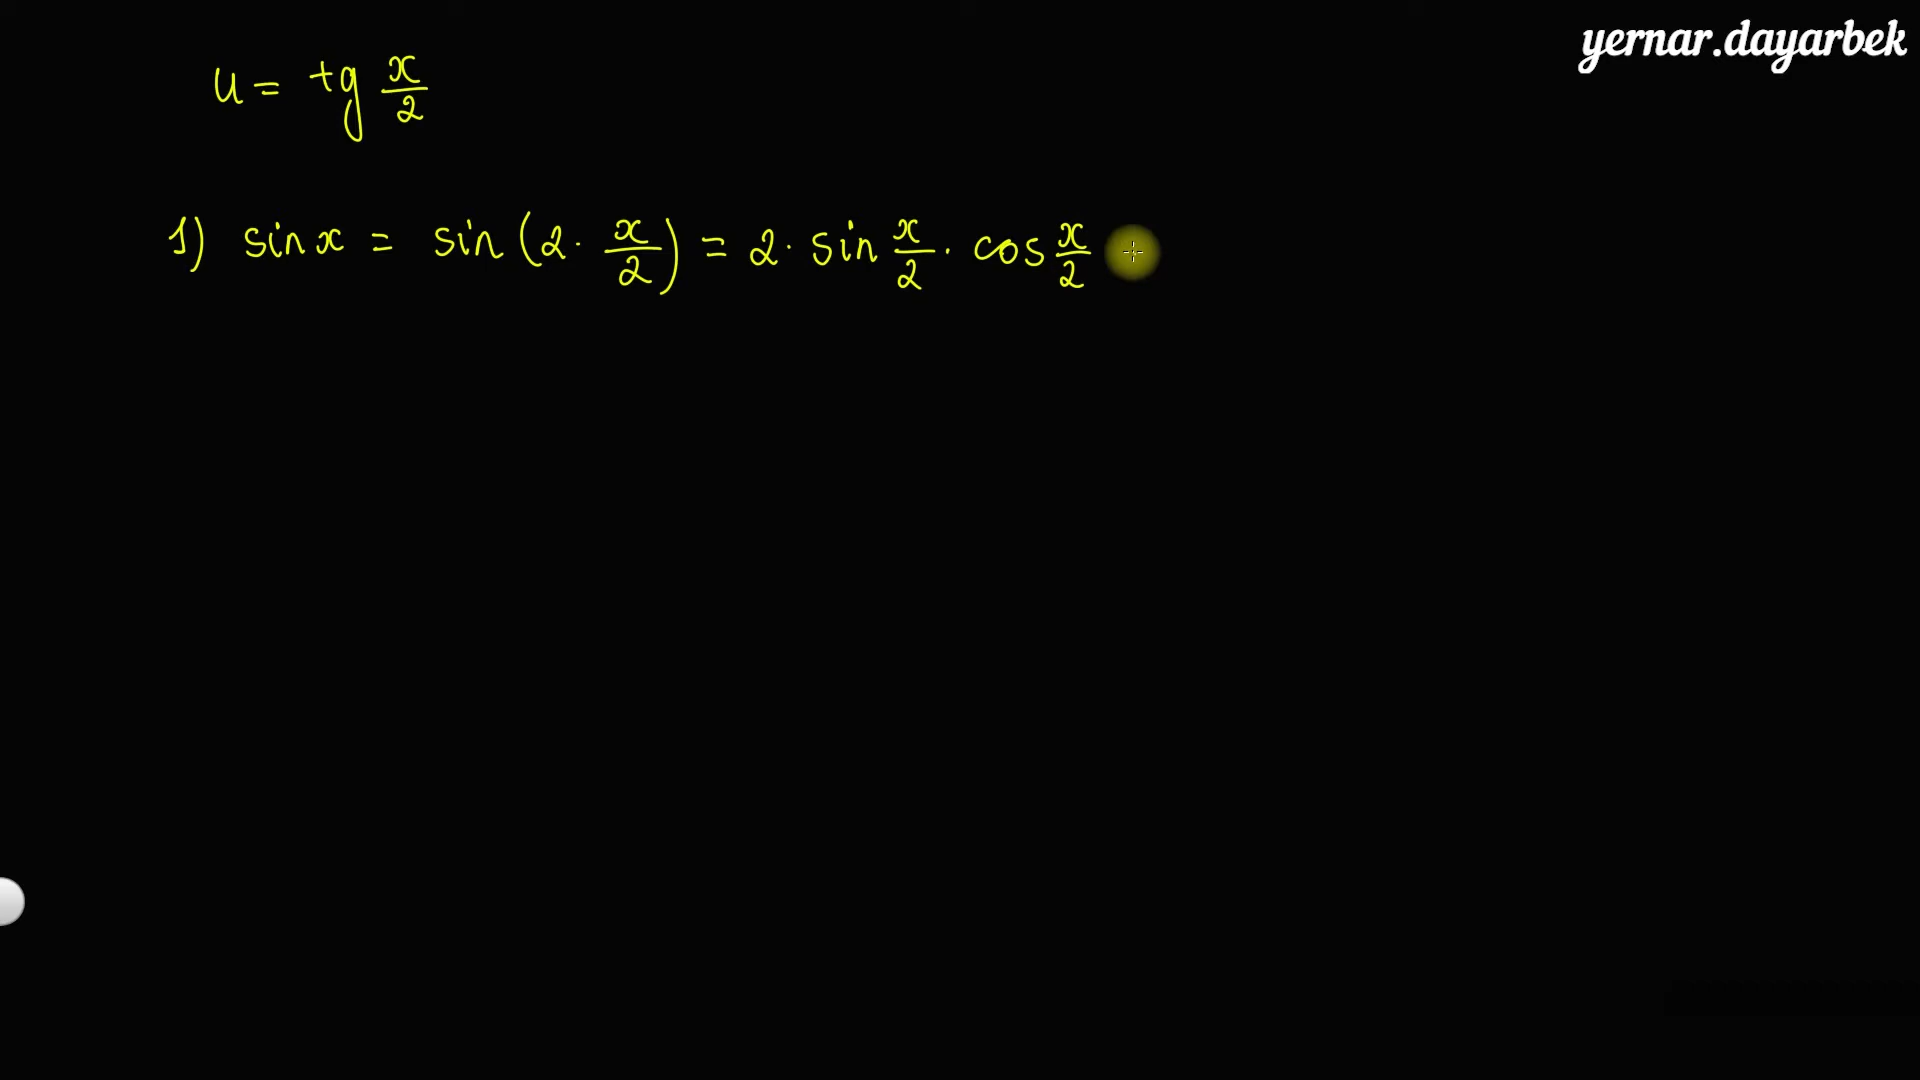 yernar.dayarbek
u = tg x/2
1) sin x = sin (2 · x/2) = 2 · sin x/2 · cos x/2